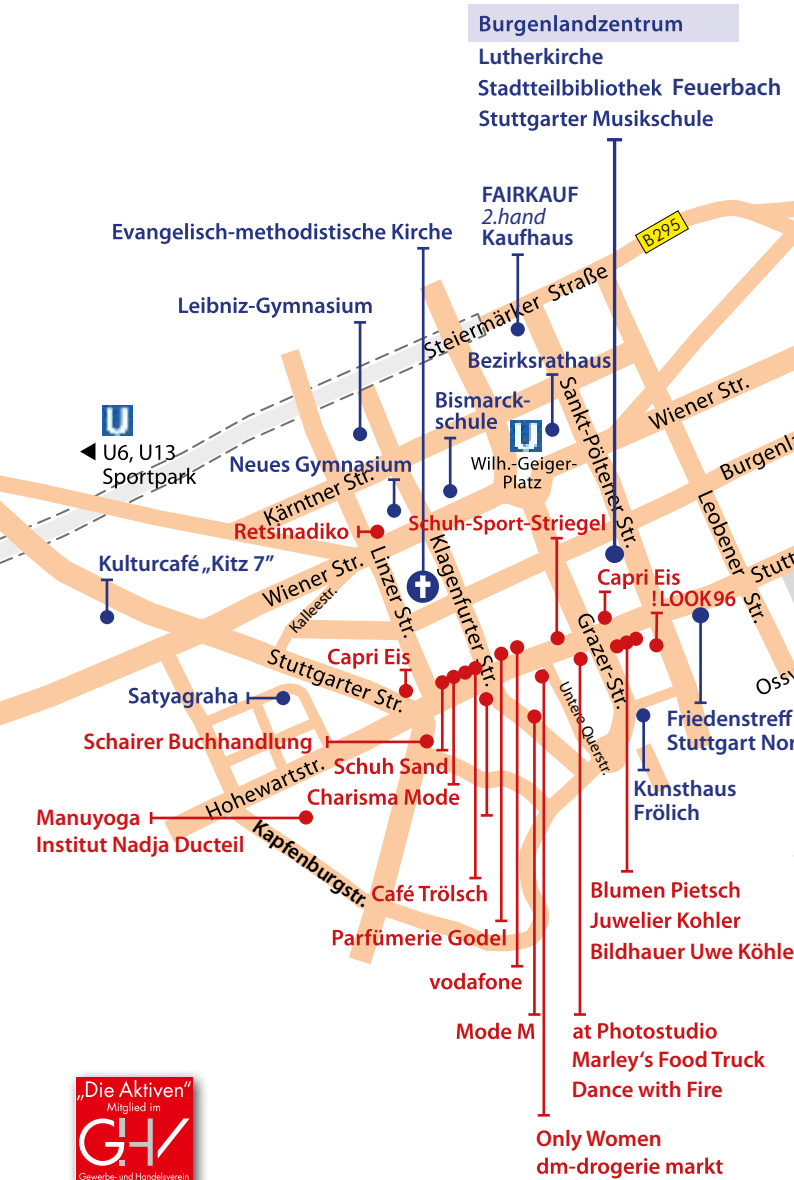 Burgenlandzentrum
Lutherkirche
Stadtteilbibliothek Feuerbach
Stuttgarter Musikschule
FAIRKAUF
2.hand
Kaufhaus
B295
Evangelisch-methodistische Kirche
Steiermärker Straße
Leibniz-Gymnasium
Bezirksrathaus
Bismarck-
schule
Sankt-Pöltener Str.
Wiener Str.
U
U
U6, U13
Sportpark
Wilh.-Geiger-
Platz
Burgenla
Neues Gymnasium
Kärntner Str.
Leobener Str.
Retsinadiko
Schuh-Sport-Striegel
Kulturcafé „Kitz 7”
Wiener Str.
Linzer Str.
Klagenfurter Str.
Kalleestr.
Capri Eis
!LOOK96
Stutt
Grazer-Str.
Capri Eis
Stuttgarter Str.
Satyagraha
Untere Querstr.
Ossw
Friedenstreff
Stuttgart Nor
Schairer Buchhandlung
Schuh Sand
Hohewartstr.
Charisma Mode
Kunsthaus
Frölich
Manuyoga
Institut Nadja Ducteil
Kapfenburgstr.
Café Trölsch
Blumen Pietsch
Juwelier Kohler
Bildhauer Uwe Köhle
Parfümerie Godel
vodafone
Mode M
at Photostudio
Marley‘s Food Truck
Dance with Fire
Only Women
dm-drogerie markt
„Die Aktiven“
Mitglied im
GHV
Gewerbe- und Handelsverein